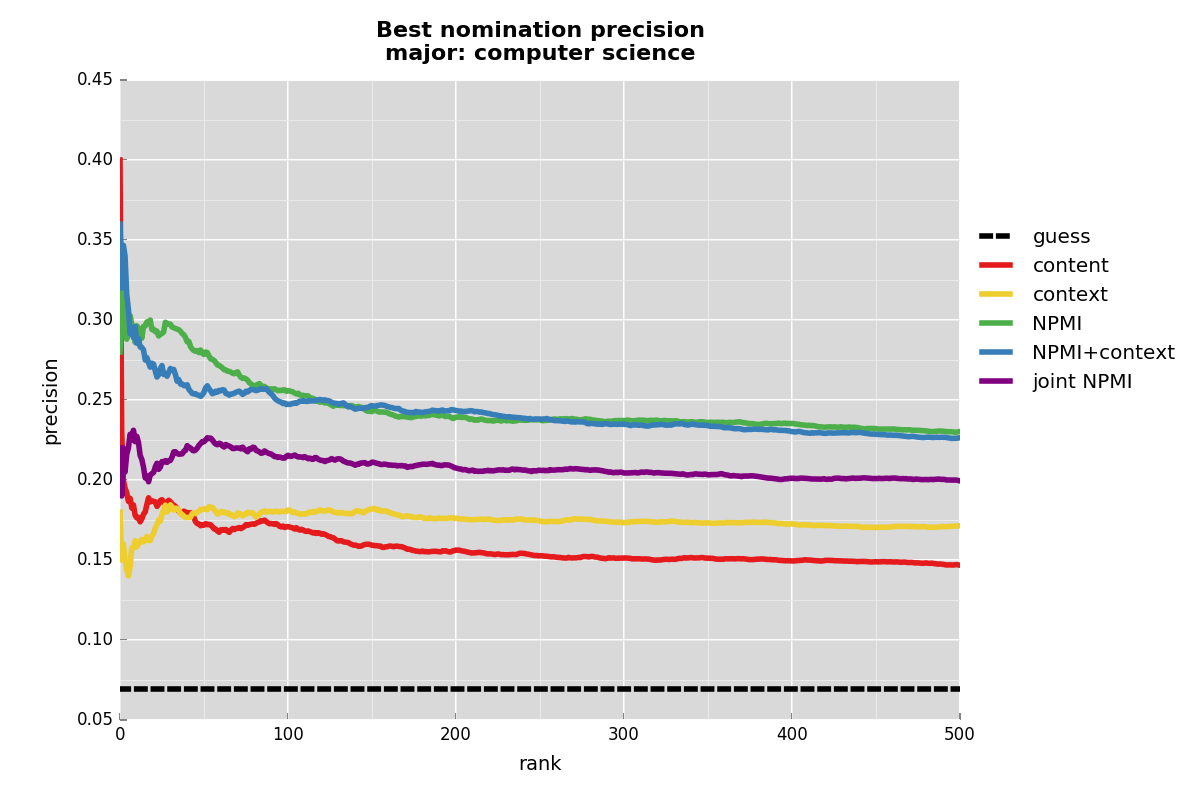 Best nomination precision
major: computer science
0.45
0.40
0.35
0.30
0.25
0.20
0.15
0.10
0.05
precision
0 100 200 300 400 500
rank
guess
content
context
NPMI
NPMI+context
joint NPMI